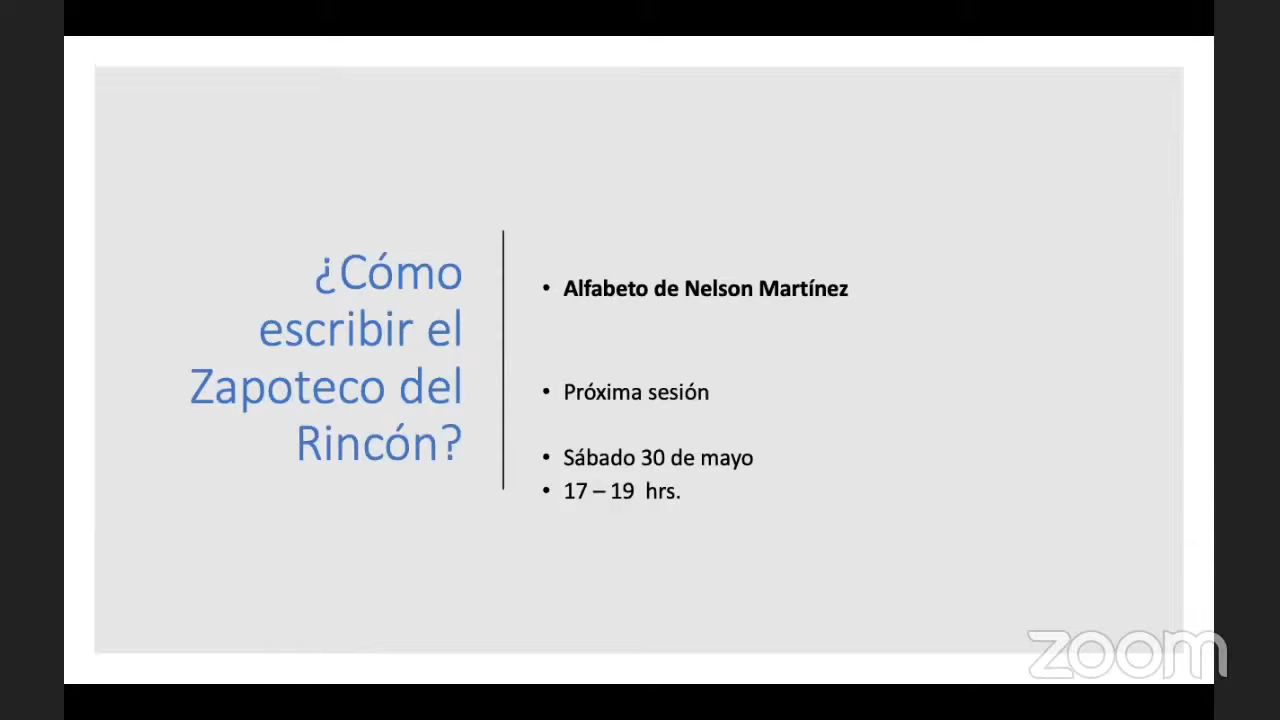 ¿Cómo
escribir el
Zapoteco del
Rincón?
• Alfabeto de Nelson Martínez
• Próxima sesión
• Sábado 30 de mayo
• 17 – 19 hrs.
zoom